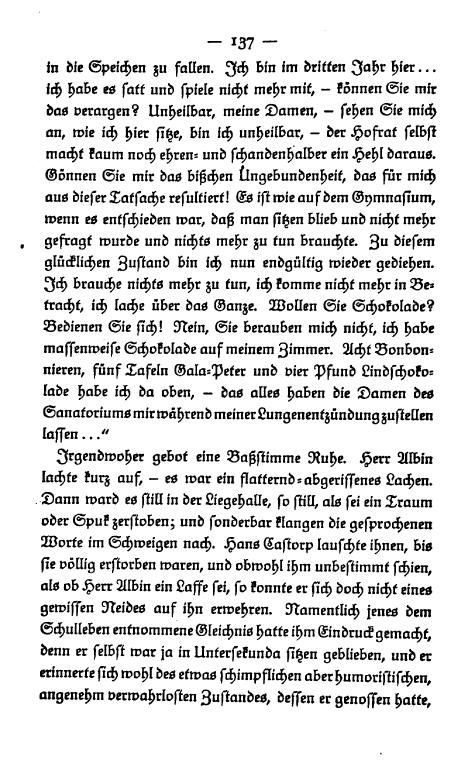 — 137 —
in die Speichen zu fallen. Ich bin im dritten Jahr hier...
ich habe es satt und spiele nicht mehr mit, – können Sie mir
das verargen? Unheilbar, meine Damen, – sehen Sie mich
an, wie ich hier sitze, bin ich unheilbar, – der Hofrat selbst
macht kaum noch ehren- und schandenhalber ein Hehl daraus.
Gönnen Sie mir das bißchen Ungebundenheit, das für mich
aus dieser Tatsache resultiert! Es ist wie auf dem Gymnasium,
wenn es entschieden war, daß man sitzen blieb und nicht mehr
gefragt wurde und nichts mehr zu tun brauchte. Zu diesem
glücklichen Zustand bin ich nun endgültig wieder gediehen.
Ich brauche nichts mehr zu tun, ich komme nicht mehr in Be-
tracht, ich lache über das Ganze. Wollen Sie Schokolade?
Bedienen Sie sich! Nein, Sie berauben mich nicht, ich habe
massenweise Schokolade auf meinem Zimmer. Acht Bonbon-
nieren, fünf Tafeln Gala-Peter und vier Pfund Lindschoko-
lade habe ich da oben, – das alles haben die Damen des
Sanatoriums mir während meiner Lungenentzündung zustellen
lassen ...“
Irgendwoher gebot eine Baßstimme Ruhe. Herr Albin
lachte kurz auf, – es war ein flatternd-abgerissenes Lachen.
Dann ward es still in der Liegehalle, so still, als sei ein Traum
oder Spuk zerstoben; und sonderbar klangen die gesprochenen
Worte im Schweigen nach. Hans Castorp lauschte ihnen, bis
sie völlig erstorben waren, und obwohl ihm unbestimmt schien,
als ob Herr Albin ein Laffe sei, so konnte er sich doch nicht eines
gewissen Neides auf ihn erwehren. Namentlich jenes dem
Schulleben entnommene Gleichnis hatte ihm Eindruck gemacht,
denn er selbst war ja in Untersekunda sitzen geblieben, und er
erinnerte sich wohl des etwas schimpflichen aber humoristischen,
angenehm verwahrlosten Zustandes, dessen er genossen hatte,